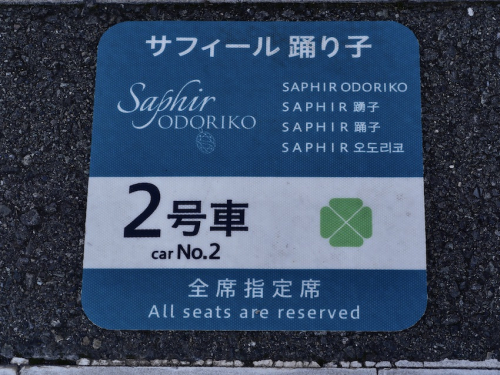 サフィール 踊り子
Saphir
ODORIKO
SAPHIR ODORIKO
SAPHIR 踴子
SAPHIR 踊子
SAPHIR 오도리코
2号車
car No.2
全席指定席
All seats are reserved